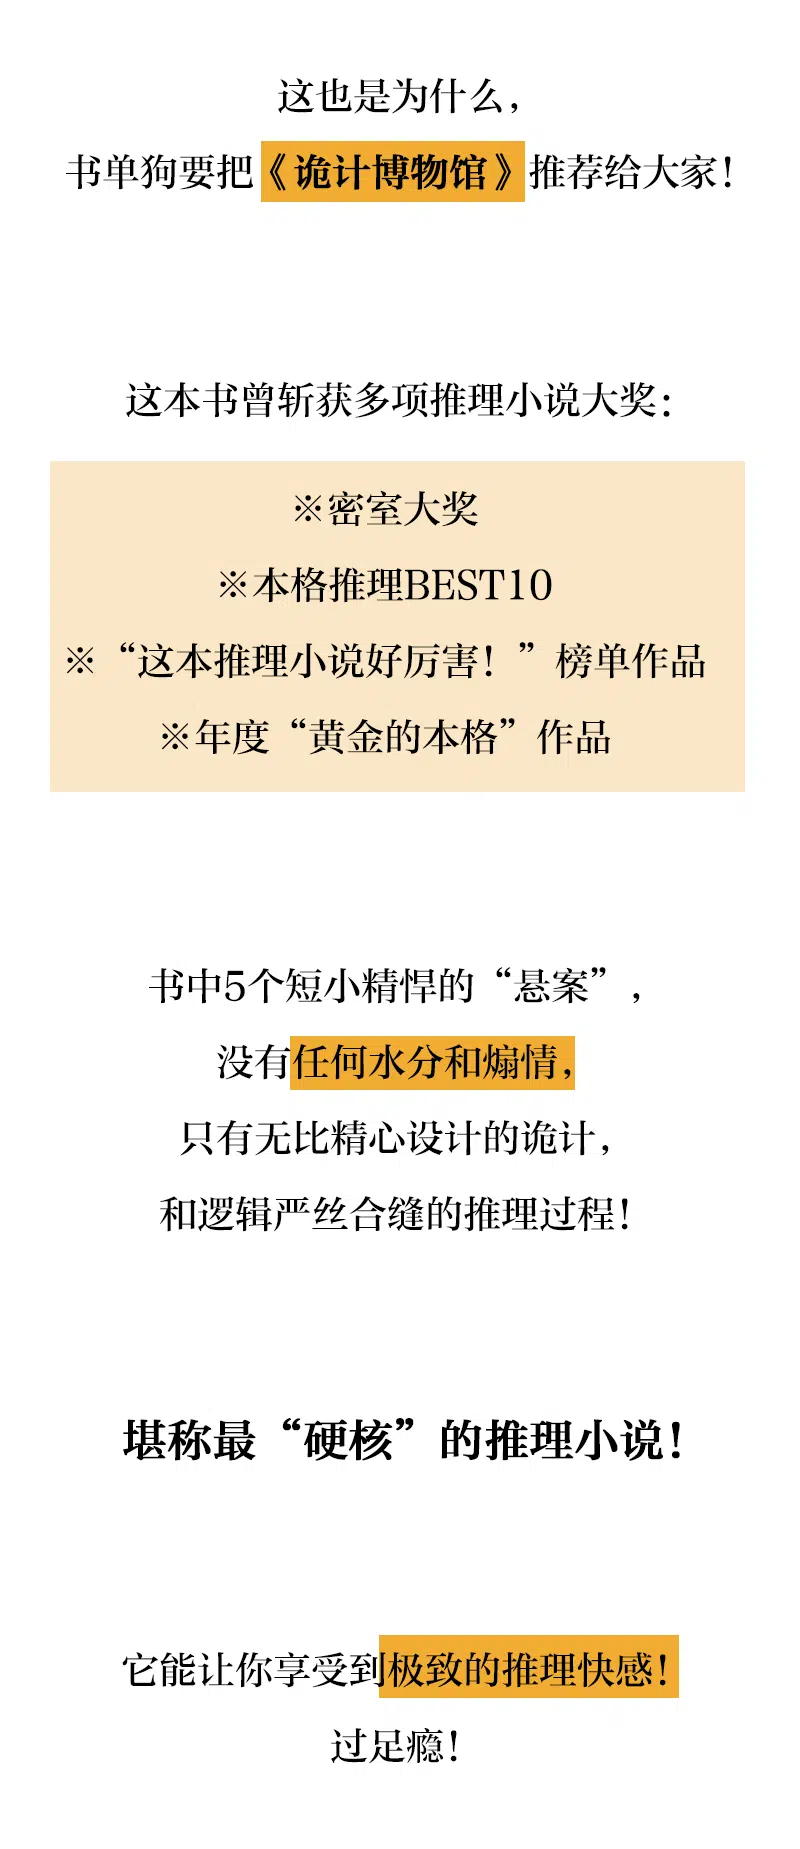 这也是为什么，
书单狗要把《诡计博物馆》推荐给大家！
这本书曾斩获多项推理小说大奖：
※密室大奖
※本格推理BEST10
※“这本推理小说好厉害！”榜单作品
※年度“黄金的本格”作品
书中5个短小精悍的“悬案”，
没有任何水分和煽情，
只有无比精心设计的诡计，
和逻辑严丝合缝的推理过程！
堪称最“硬核”的推理小说！
它能让你享受到极致的推理快感！
过足瘾！